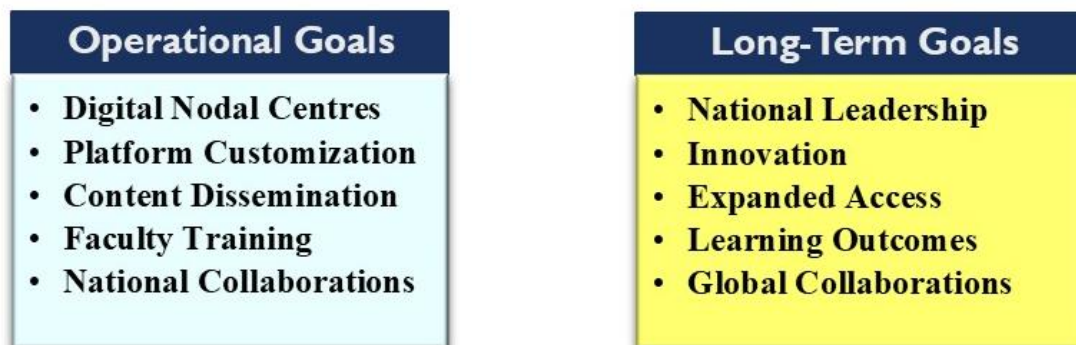 Operational Goals
• Digital Nodal Centres
• Platform Customization
• Content Dissemination
• Faculty Training
• National Collaborations
Long-Term Goals
• National Leadership
• Innovation
• Expanded Access
• Learning Outcomes
• Global Collaborations